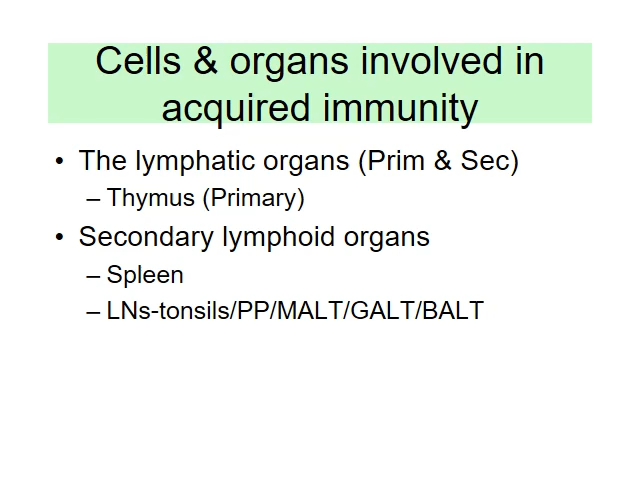 Cells & organs involved in
acquired immunity
• The lymphatic organs (Prim & Sec)
– Thymus (Primary)
• Secondary lymphoid organs
– Spleen
– LNs-tonsils/PP/MALT/GALT/BALT